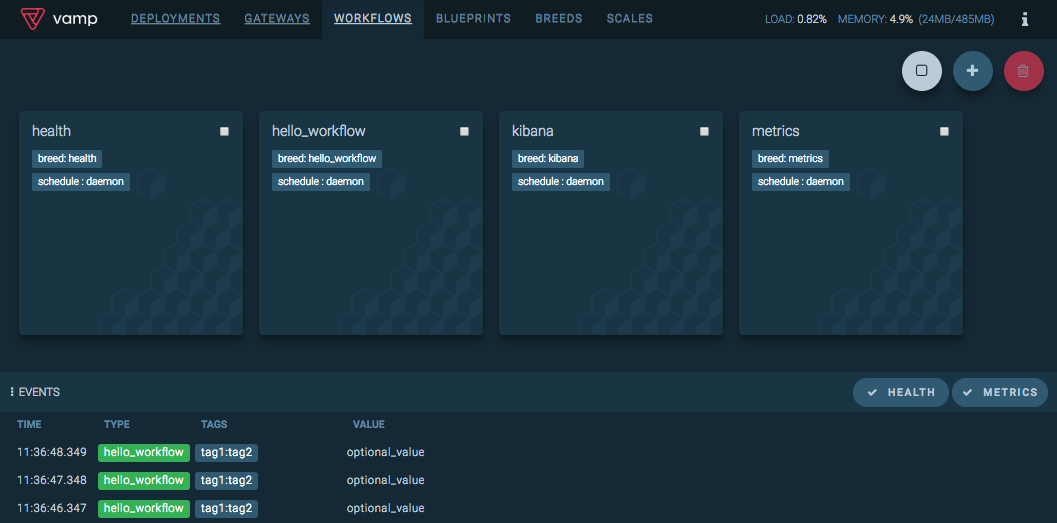 vamp DEPLOYMENTS GATEWAYS WORKFLOWS BLUEPRINTS BREEDS SCALES LOAD: 0.82% MEMORY: 4.9% (24MB/485MB)
health hello_workflow kibana metrics
breed: health breed: hello_workflow breed: kibana breed: metrics
schedule : daemon schedule : daemon schedule : daemon schedule : daemon
EVENTS HEALTH METRICS
TIME TYPE TAGS VALUE
11:36:48.349 hello_workflow tag1:tag2 optional_value
11:36:47.348 hello_workflow tag1:tag2 optional_value
11:36:46.347 hello_workflow tag1:tag2 optional_value